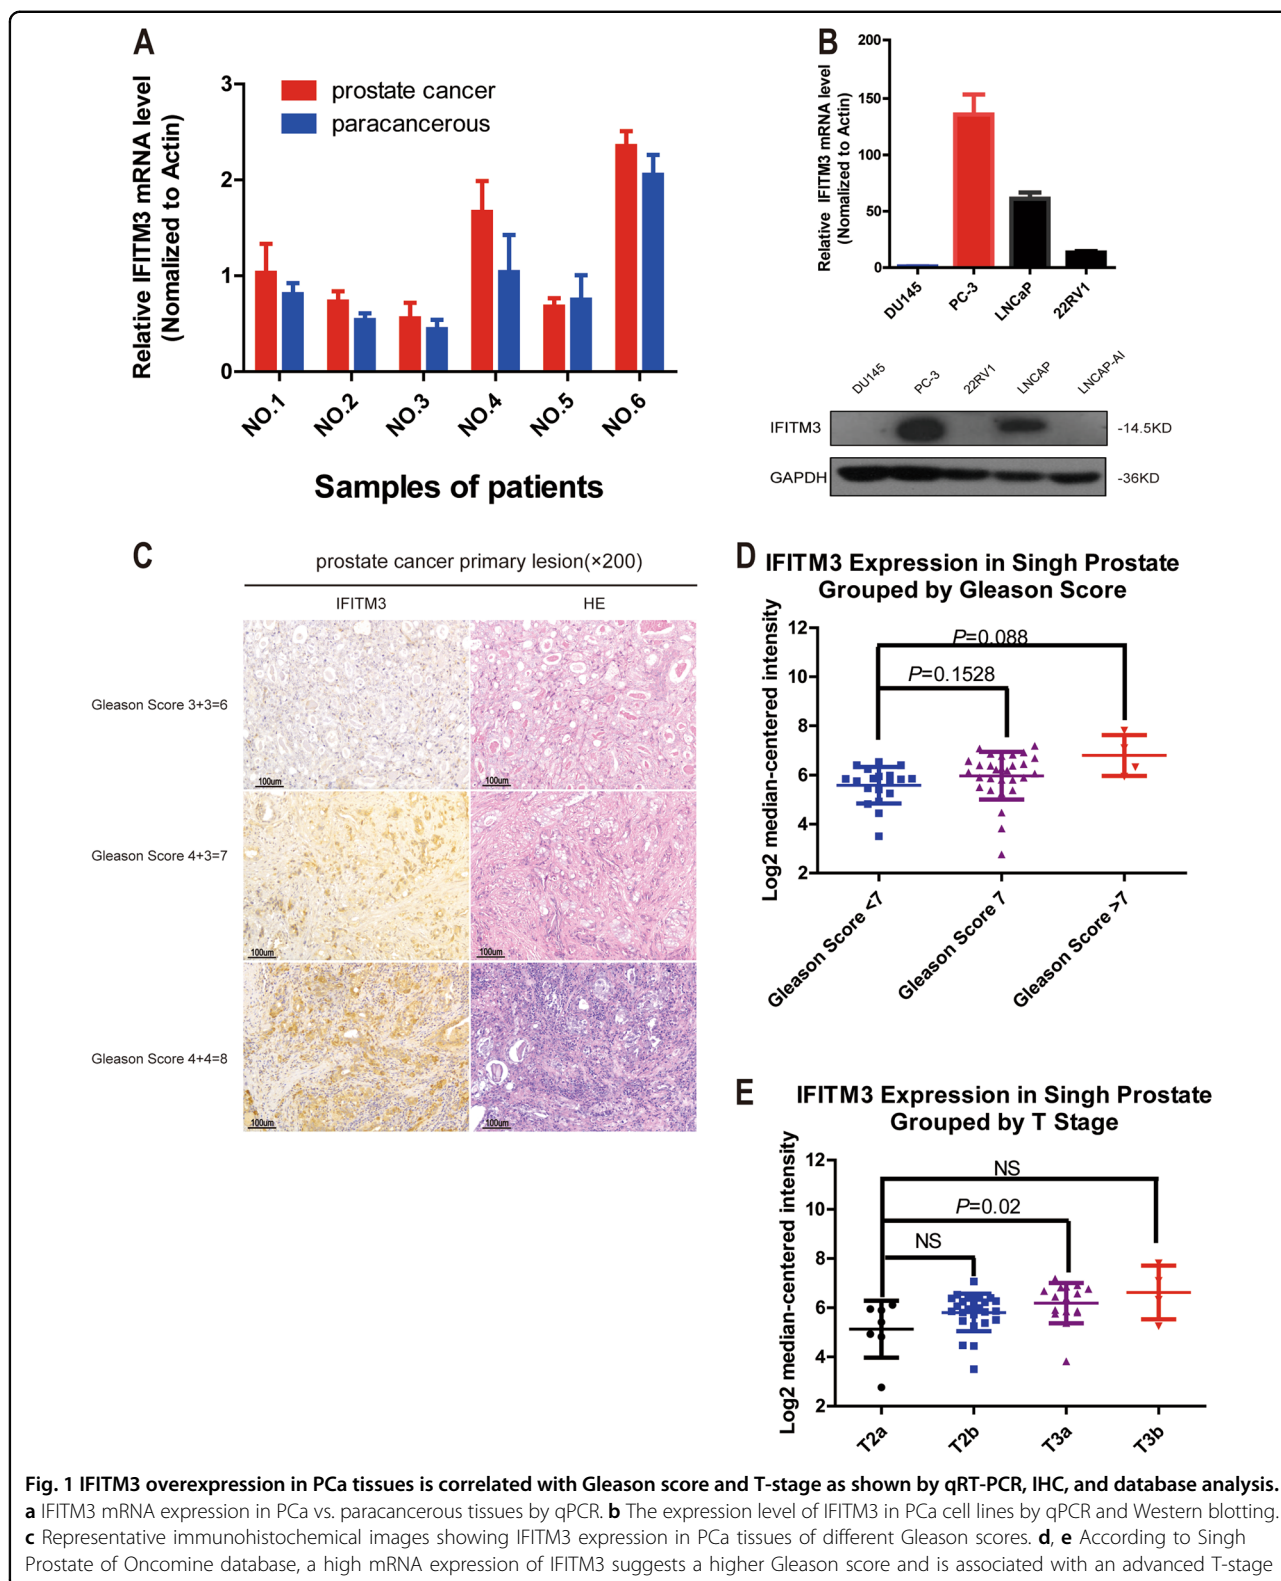 A
Relative IFITM3 mRNA level
(Nomalized to Actin)
3
2
1
0
prostate cancer
paracancerous
NO.1
NO.2
NO.3
NO.4
NO.5
NO.6
Samples of patients
B
Relative IFITM3 mRNA level
(Nomalized to Actin)
200
150
100
50
0
DU145
PC-3
LNCaP
22RV1
DU145
PC-3
22RV1
LNCAP
LNCAP-AI
IFITM3
-14.5KD
GAPDH
-36KD
C
prostate cancer primary lesion(×200)
IFITM3
HE
Gleason Score 3+3=6
100um
100um
Gleason Score 4+3=7
100um
100um
Gleason Score 4+4=8
100um
100um
D
IFITM3 Expression in Singh Prostate
Grouped by Gleason Score
Log2 median-centered intensity
12
10
8
6
4
2
P=0.088
P=0.1528
Gleason Score <7
Gleason Score 7
Gleason Score >7
E
IFITM3 Expression in Singh Prostate
Grouped by T Stage
Log2 median-centered intensity
12
10
8
6
4
2
NS
P=0.02
NS
T2a
T2b
T3a
T3b
Fig. 1 IFITM3 overexpression in PCa tissues is correlated with Gleason score and T-stage as shown by qRT-PCR, IHC, and database analysis.
a IFITM3 mRNA expression in PCa vs. paracancerous tissues by qPCR. b The expression level of IFITM3 in PCa cell lines by qPCR and Western blotting.
c Representative immunohistochemical images showing IFITM3 expression in PCa tissues of different Gleason scores. d, e According to Singh
Prostate of Oncomine database, a high mRNA expression of IFITM3 suggests a higher Gleason score and is associated with an advanced T-stage